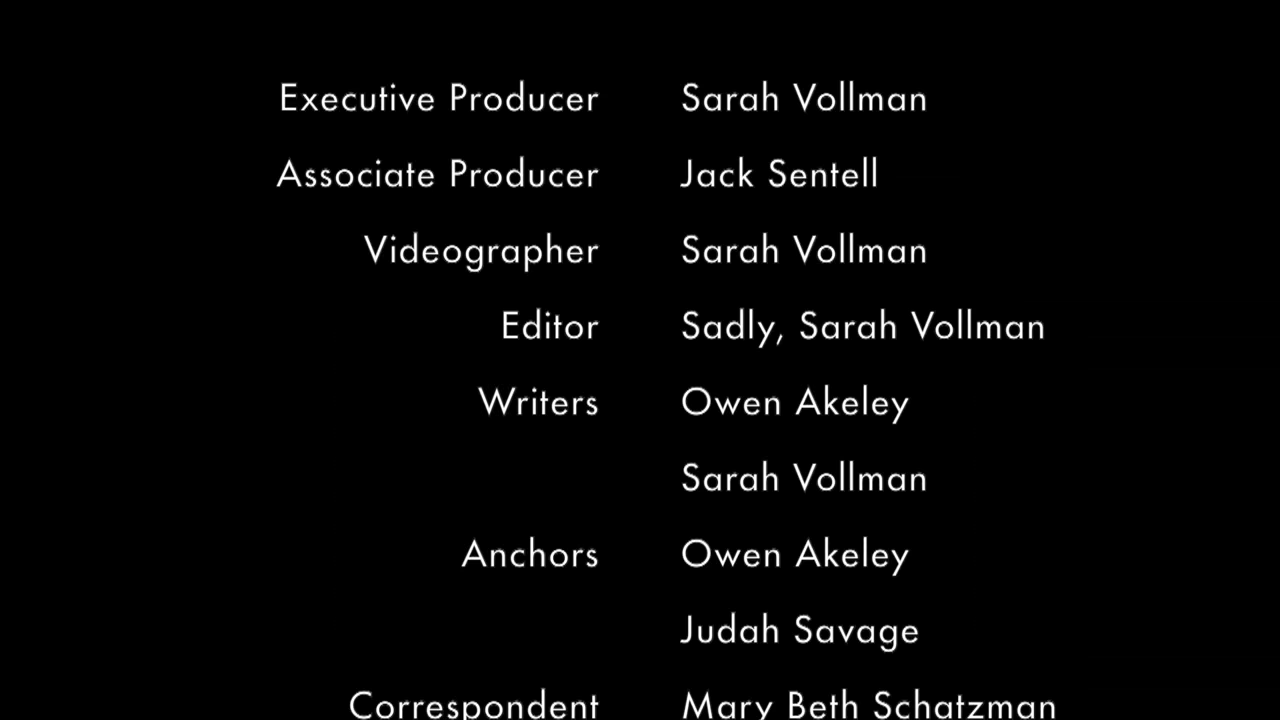 Executive Producer Sarah Vollman
Associate Producer Jack Sentell
Videographer Sarah Vollman
Editor Sadly, Sarah Vollman
Writers Owen Akeley
Sarah Vollman
Anchors Owen Akeley
Judah Savage
Correspondent Mary Beth Schatzman